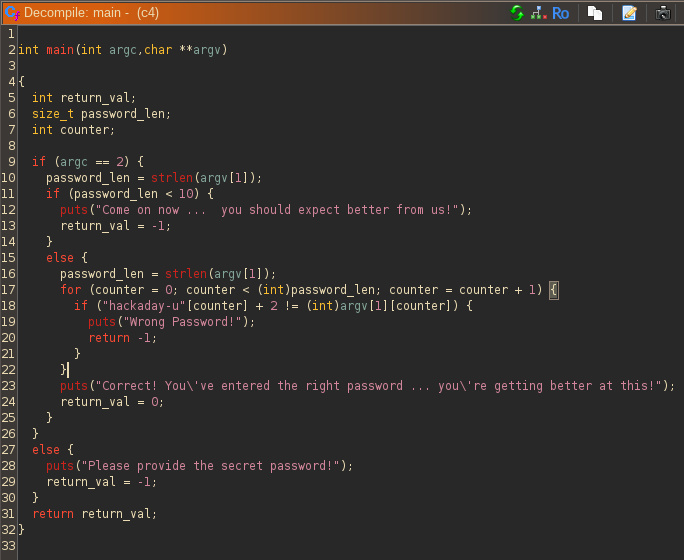 Decompile: main - (c4)
Ro
1
2 int main(int argc,char **argv)
3
4 {
5   int return_val;
6   size_t password_len;
7   int counter;
8
9   if (argc == 2) {
10     password_len = strlen(argv[1]);
11     if (password_len < 10) {
12       puts("Come on now ...  you should expect better from us!");
13       return_val = -1;
14     }
15     else {
16       password_len = strlen(argv[1]);
17       for (counter = 0; counter < (int)password_len; counter = counter + 1) {
18         if ("hackaday-u"[counter] + 2 != (int)argv[1][counter]) {
19           puts("Wrong Password!");
20           return -1;
21         }
22       }
23       puts("Correct! You\'ve entered the right password ... you\'re getting better at this!");
24       return_val = 0;
25     }
26   }
27   else {
28     puts("Please provide the secret password!");
29     return_val = -1;
30   }
31   return return_val;
32 }
33